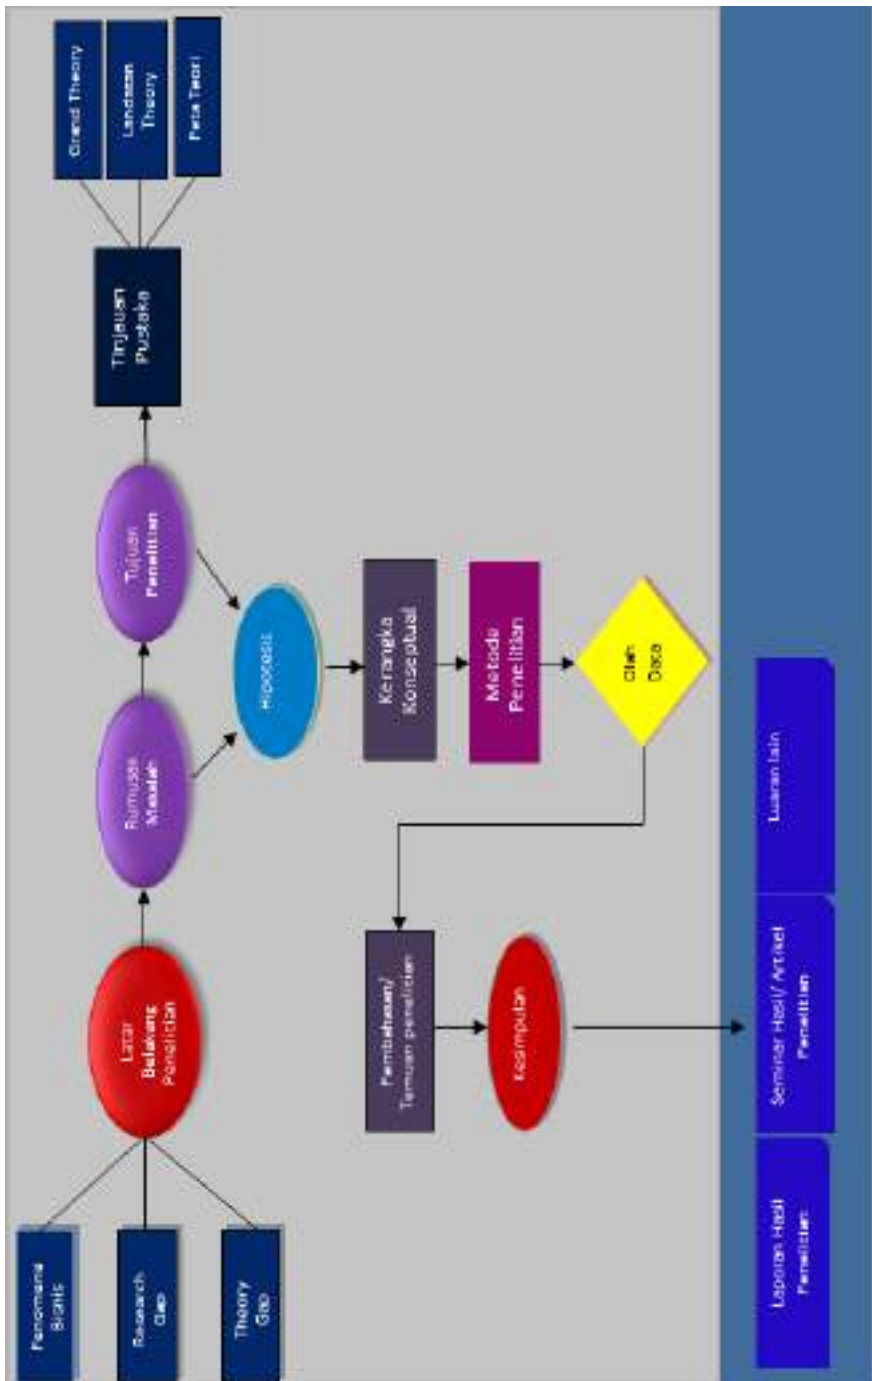 Fenomena
Bisnis
Research
Gap
Theory
Gap
Latar
Belakang
Penelitian
Rumusan
Masalah
Tujuan
Penelitian
Tinjauan
Pustaka
Grand Theory
Landasan
Theory
Peta Teori
Hipotesis
Kerangka
Konseptual
Metode
Penelitian
Olah
Data
Pembahasan/
Temuan penelitian
Kesimpulan
Laporan Hasil
Penelitian
Seminar Hasil/ Artikel
Penelitian
Luaran lain